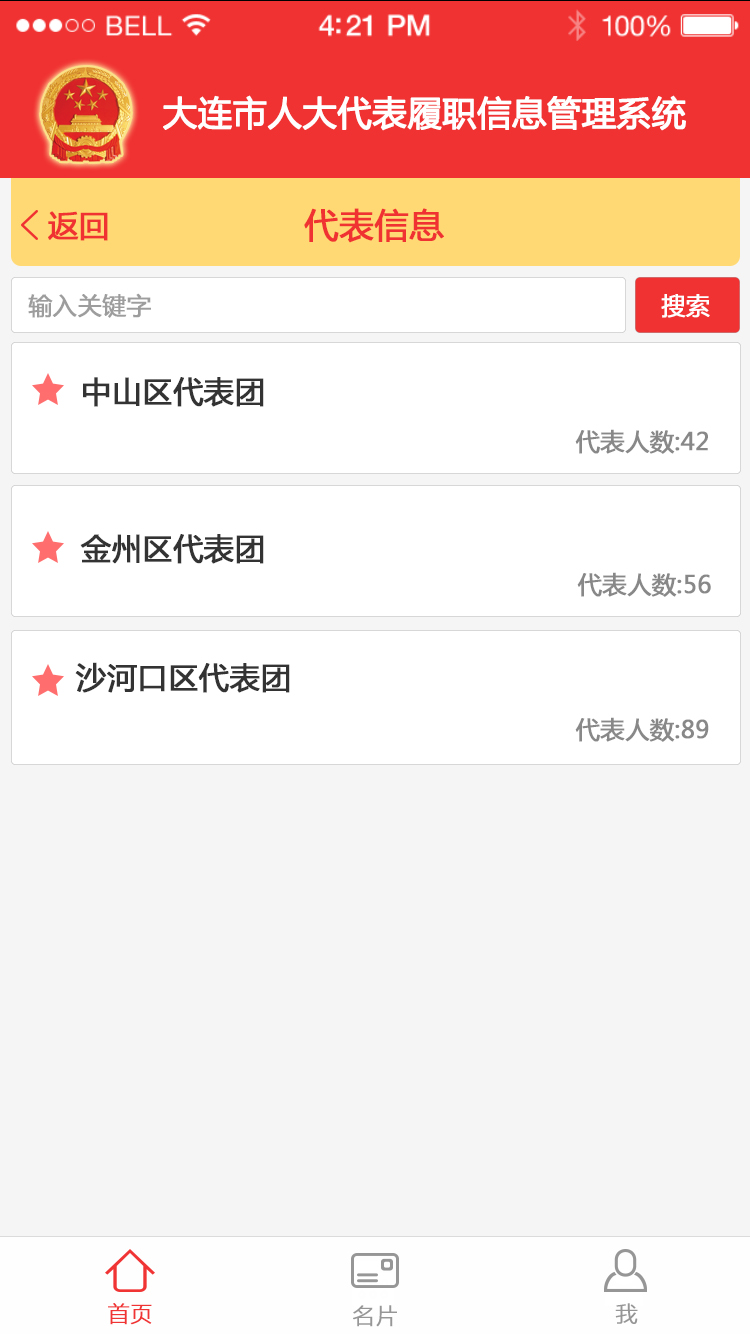 BELL 4:21 PM 100%
大连市人大代表履职信息管理系统
返回 代表信息
输入关键字 搜索
中山区代表团
代表人数:42
金州区代表团
代表人数:56
沙河口区代表团
代表人数:89
首页 名片 我